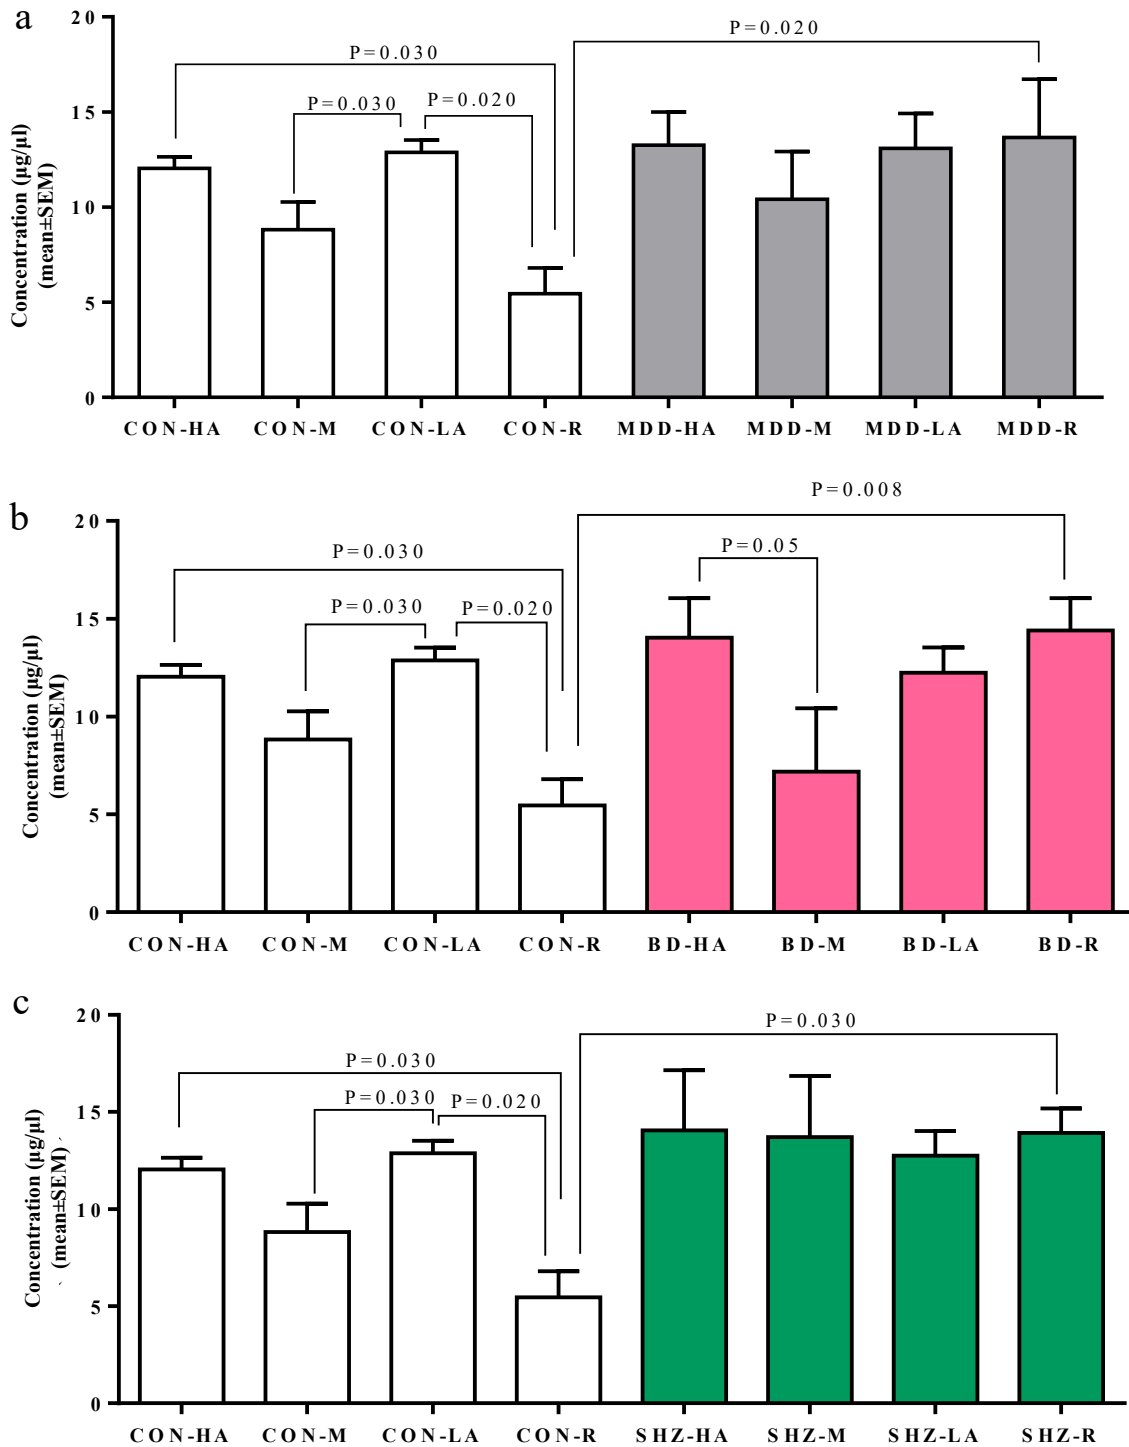 a
20
15
10
5
0
Concentration (µg/µl)
(mean±SEM)
P=0.030
P=0.030
P=0.020
P=0.020
CON-HA CON-M CON-LA CON-R MDD-HA MDD-M MDD-LA MDD-R
b
20
15
10
5
0
Concentration (µg/µl)
(mean±SEM)
P=0.008
P=0.030
P=0.05
P=0.030
P=0.020
CON-HA CON-M CON-LA CON-R BD-HA BD-M BD-LA BD-R
c
20
15
10
5
0
Concentration (µg/µl)
(mean±SEM)
P=0.030
P=0.030
P=0.030
P=0.020
CON-HA CON-M CON-LA CON-R SHZ-HA SHZ-M SHZ-LA SHZ-R